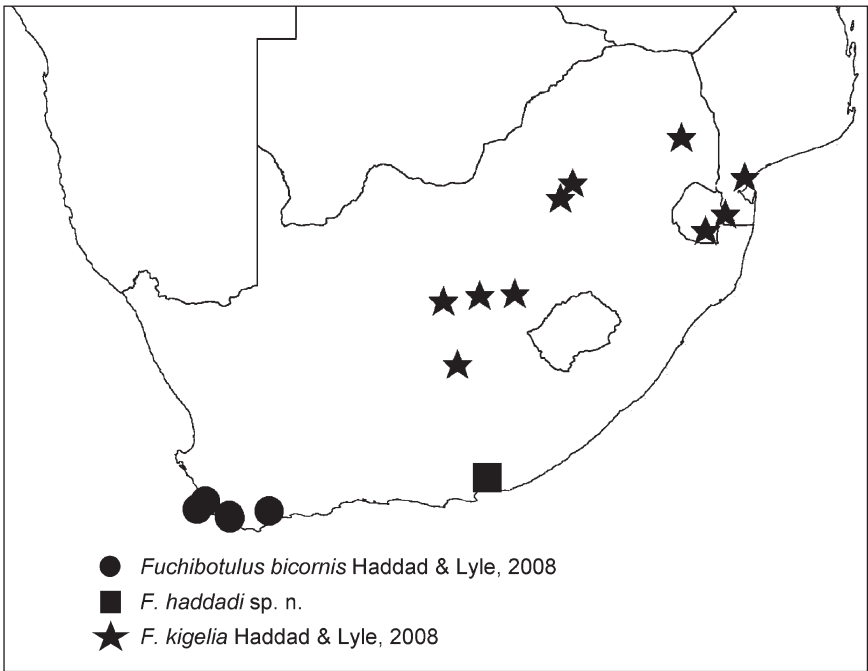 Fuchibotulus bicornis Haddad & Lyle, 2008
F. haddadi sp. n.
F. kigelia Haddad & Lyle, 2008